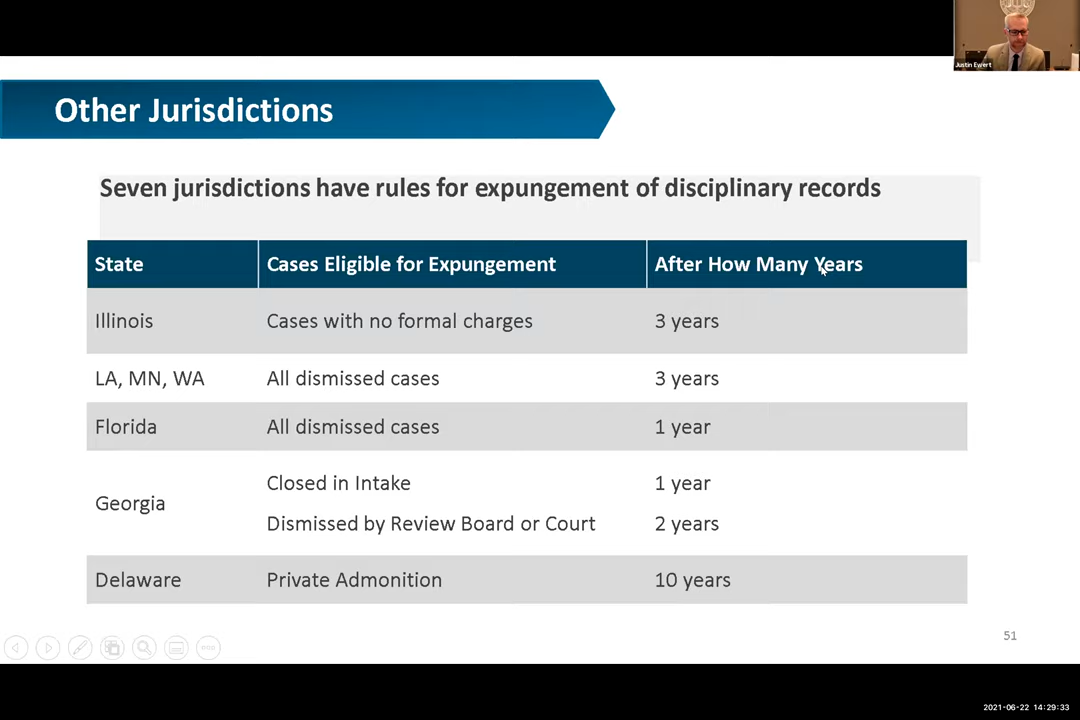 Justin Ewert
Other Jurisdictions
Seven jurisdictions have rules for expungement of disciplinary records
State Cases Eligible for Expungement After How Many Years
Illinois Cases with no formal charges 3 years
LA, MN, WA All dismissed cases 3 years
Florida All dismissed cases 1 year
Georgia
Closed in Intake 1 year
Dismissed by Review Board or Court 2 years
Delaware Private Admonition 10 years
51
2021-06-22 14:29:33